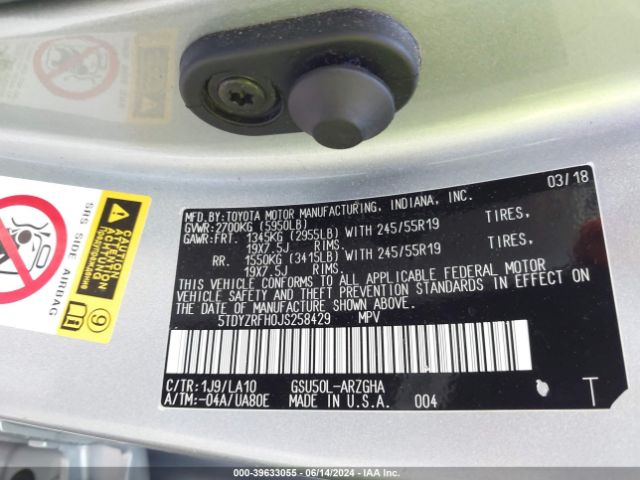 MFD.BY:TOYOTA MOTOR MANUFACTURING, INDIANA, INC. 03/18
GVWR:2700KG (5950LB)
GAWR:FRT. 1345KG (2955LB) WITH 245/55R19 TIRES,
19X7.5J RIMS.
RR. 1550KG (3415LB) WITH 245/55R19 TIRES,
19X7.5J RIMS.
THIS VEHICLE CONFORMS TO ALL APPLICABLE FEDERAL MOTOR
VEHICLE SAFETY AND THEFT PREVENTION STANDARDS IN EFFECT ON
THE DATE OF MANUFACTURE SHOWN ABOVE.
5TDYZRFH0JS258429 MPV
C/TR:1J9/LA10 GSU50L-ARZGHA
A/TM:-04A/UA80E MADE IN U.S.A. 004
T
SRS SIDE AIRBAG
CAUTION
9
000-39633055 - 06/14/2024 - IAA Inc.